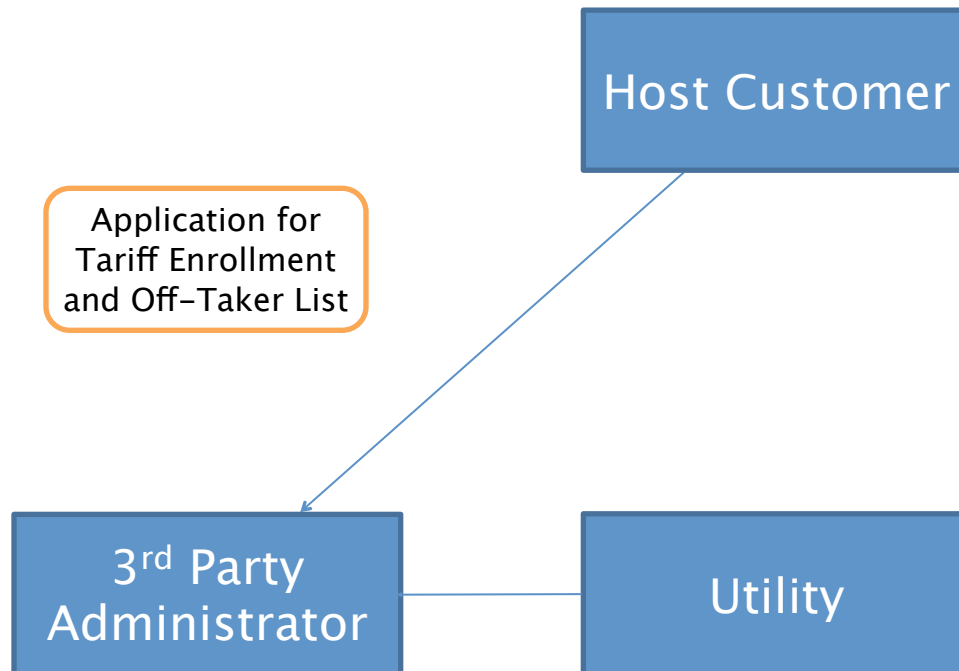 Host Customer
Application for
Tariff Enrollment
and Off-Taker List
3rd Party
Administrator
Utility